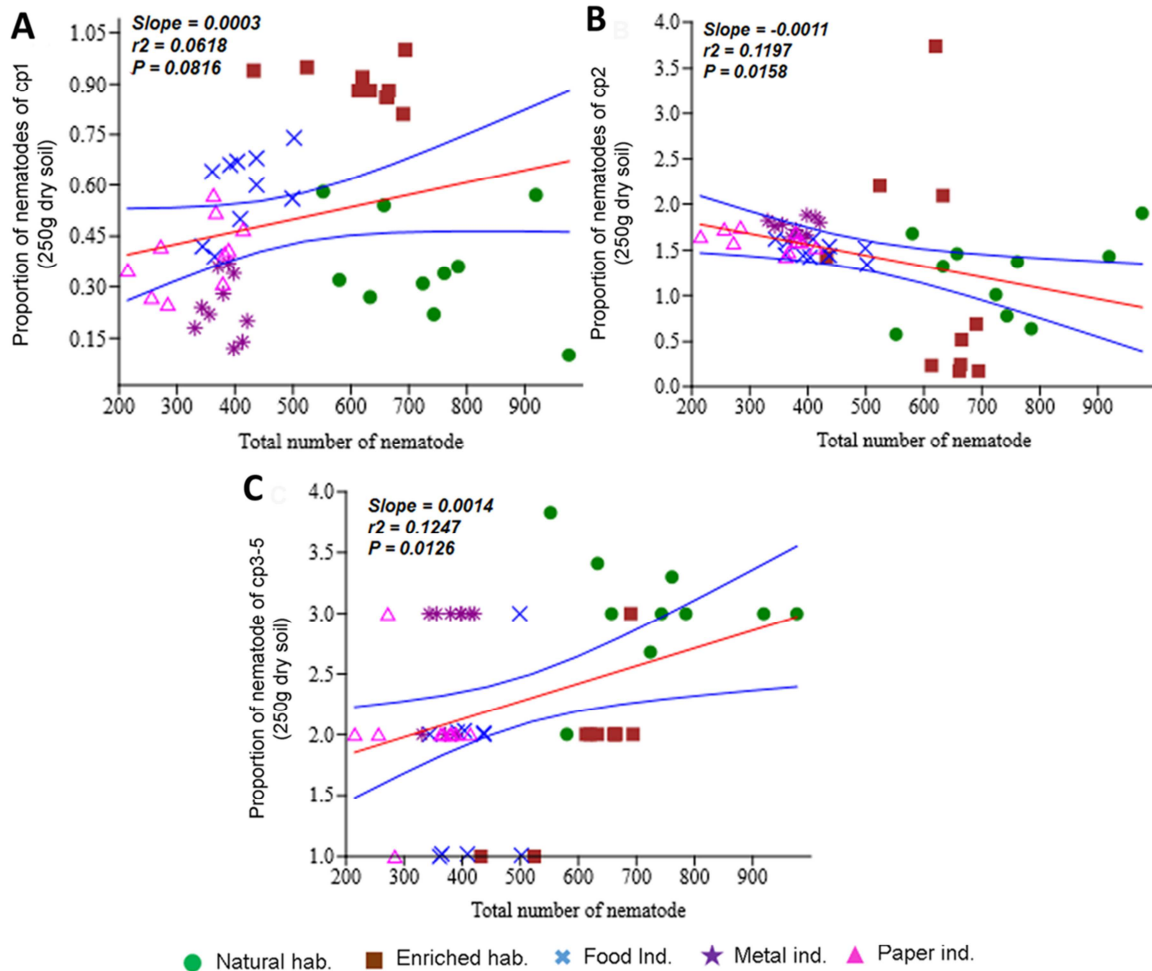 A
Slope = 0.0003
r2 = 0.0618
P = 0.0816
Proportion of nematodes of cp1
(250g dry soil)
1.05
0.90
0.75
0.60
0.45
0.30
0.15
200 300 400 500 600 700 800 900
Total number of nematode
B
B
Slope = -0.0011
r2 = 0.1197
P = 0.0158
Proportion of nematodes of cp2
(250g dry soil)
4.0
3.5
3.0
2.5
2.0
1.5
1.0
0.5
0.0
200 300 400 500 600 700 800 900
Total number of nematode
C
C
Slope = 0.0014
r2 = 0.1247
P = 0.0126
Proportion of nematode of cp3-5
(250g dry soil)
4.0
3.5
3.0
2.5
2.0
1.5
1.0
200 300 400 500 600 700 800 900
Total number of nematode
Natural hab. Enriched hab. Food Ind. Metal ind. Paper ind.